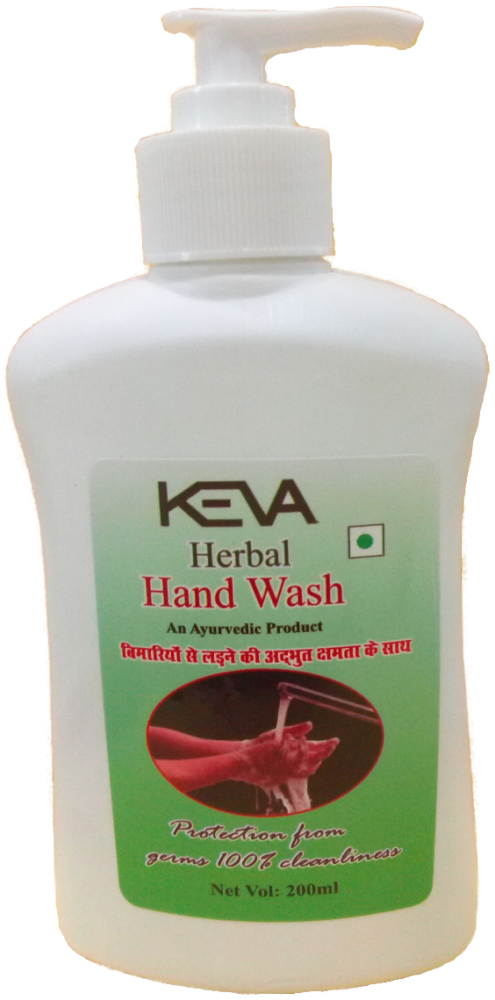 KEVA
Herbal
Hand Wash
An Ayurvedic Product
बिमारियों से लड़ने की अद्भुत क्षमता के साथ
Protection from
germs 100% cleanliness
Net Vol: 200ml